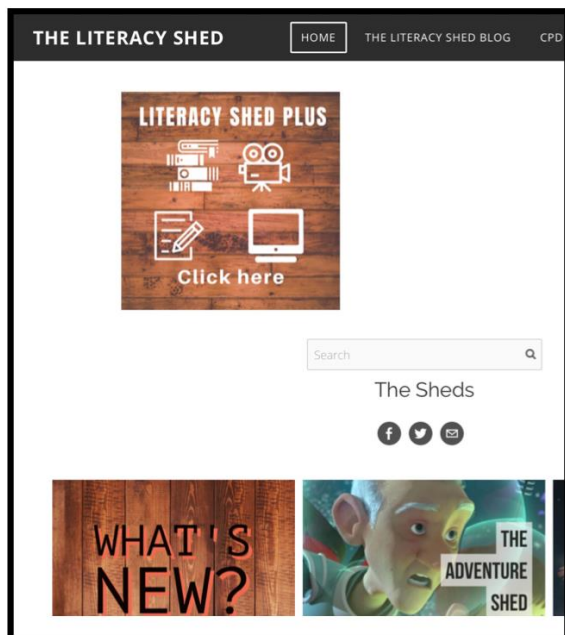 THE LITERACY SHED
HOME
THE LITERACY SHED BLOG
CPD
LITERACY SHED PLUS
Click here
Search
The Sheds
WHAT'S
NEW?
THE
ADVENTURE
SHED